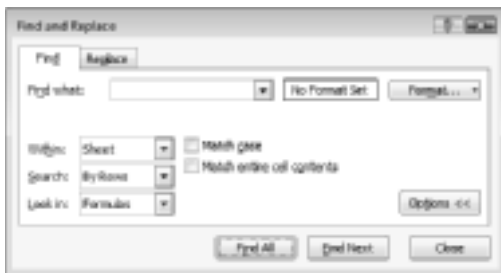 Find and Replace
Find Replace
Find what: No Format Set Format...
Within: Sheet Match case
Match entire cell contents
Search: By Rows
Look in: Formulas Options <<
Find All Find Next Close